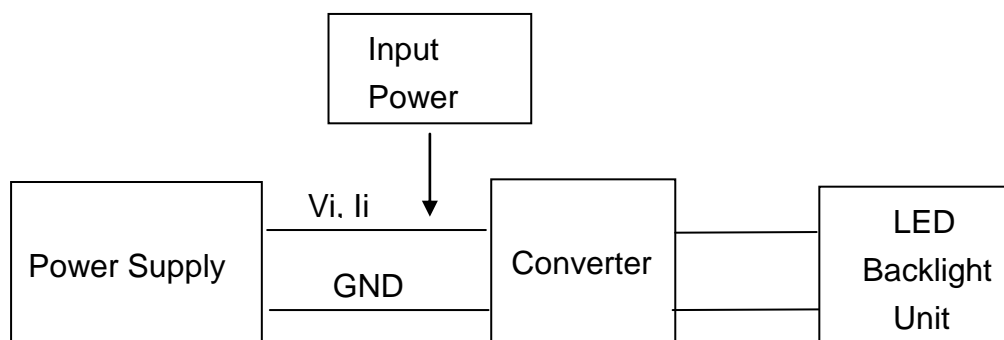 Input
Power
Vi, Ii
Power Supply
GND
Converter
LED
Backlight
Unit